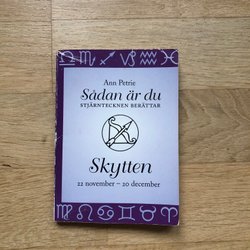 Ann Petrie
Sådan är du
STJÄRNTECKNEN BERÄTTAR
Skytten
22 november – 20 december